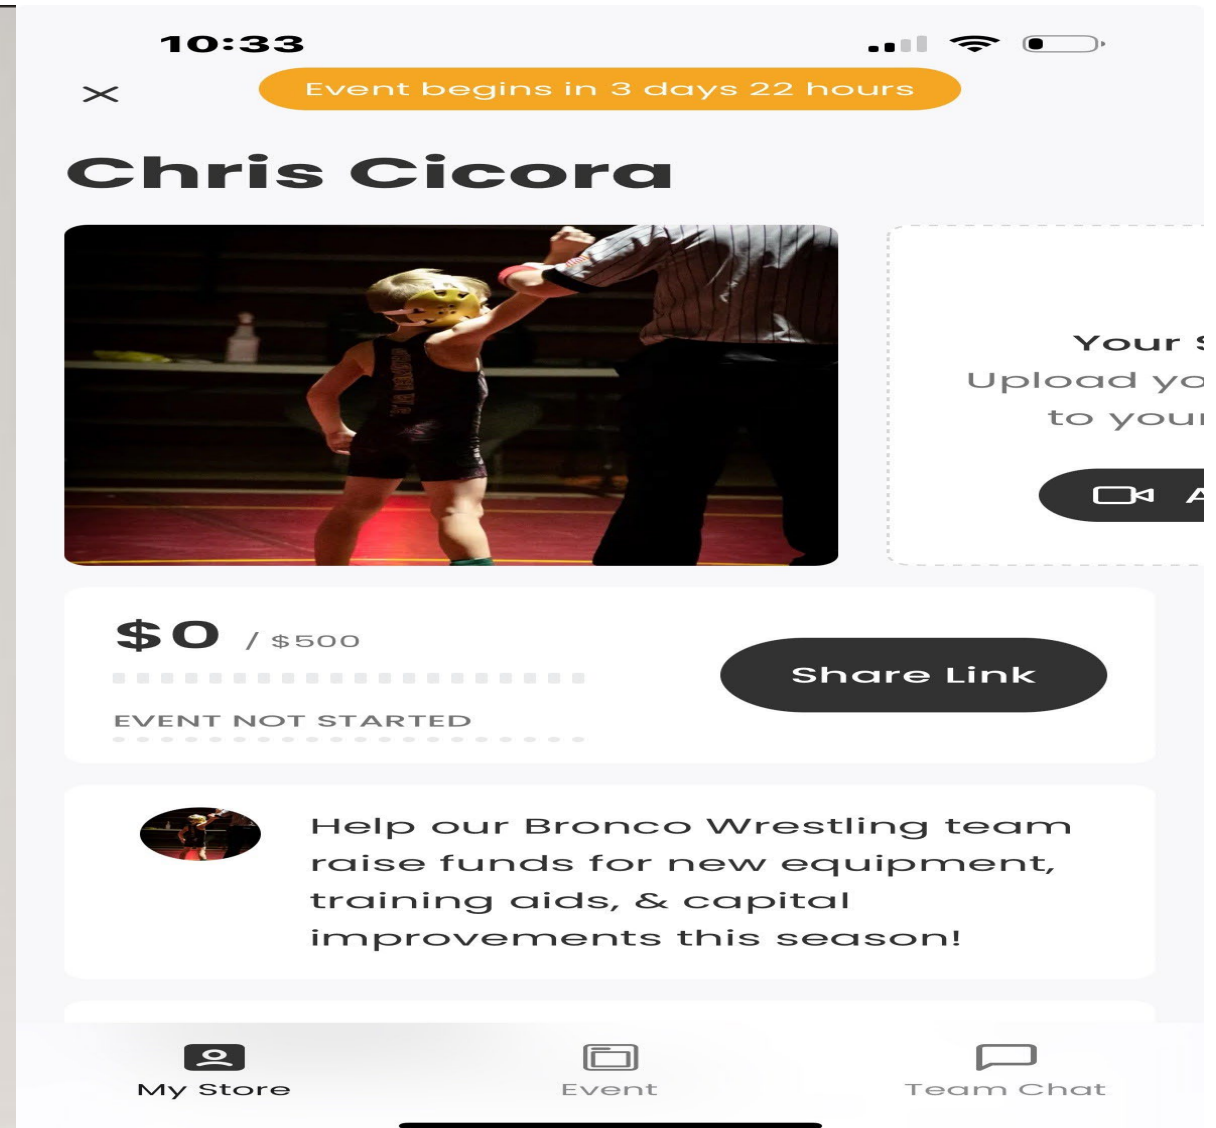 10:33
Event begins in 3 days 22 hours
Chris Cicora
Your
Upload
to your
$0 / $500
Share Link
EVENT NOT STARTED
Help our Bronco Wrestling team
raise funds for new equipment,
training aids, & capital
improvements this season!
My Store
Event
Team Chat